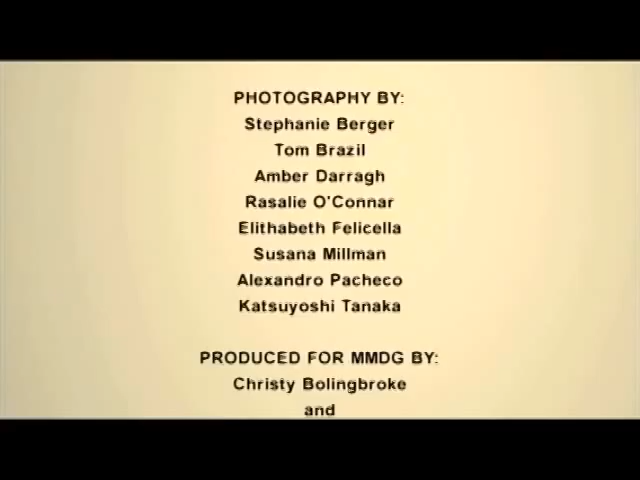 PHOTOGRAPHY BY:
Stephanie Berger
Tom Brazil
Amber Darragh
Rasalie O'Connar
Elithabeth Felicella
Susana Millman
Alexandro Pacheco
Katsuyoshi Tanaka
PRODUCED FOR MMDG BY:
Christy Bolingbroke
and